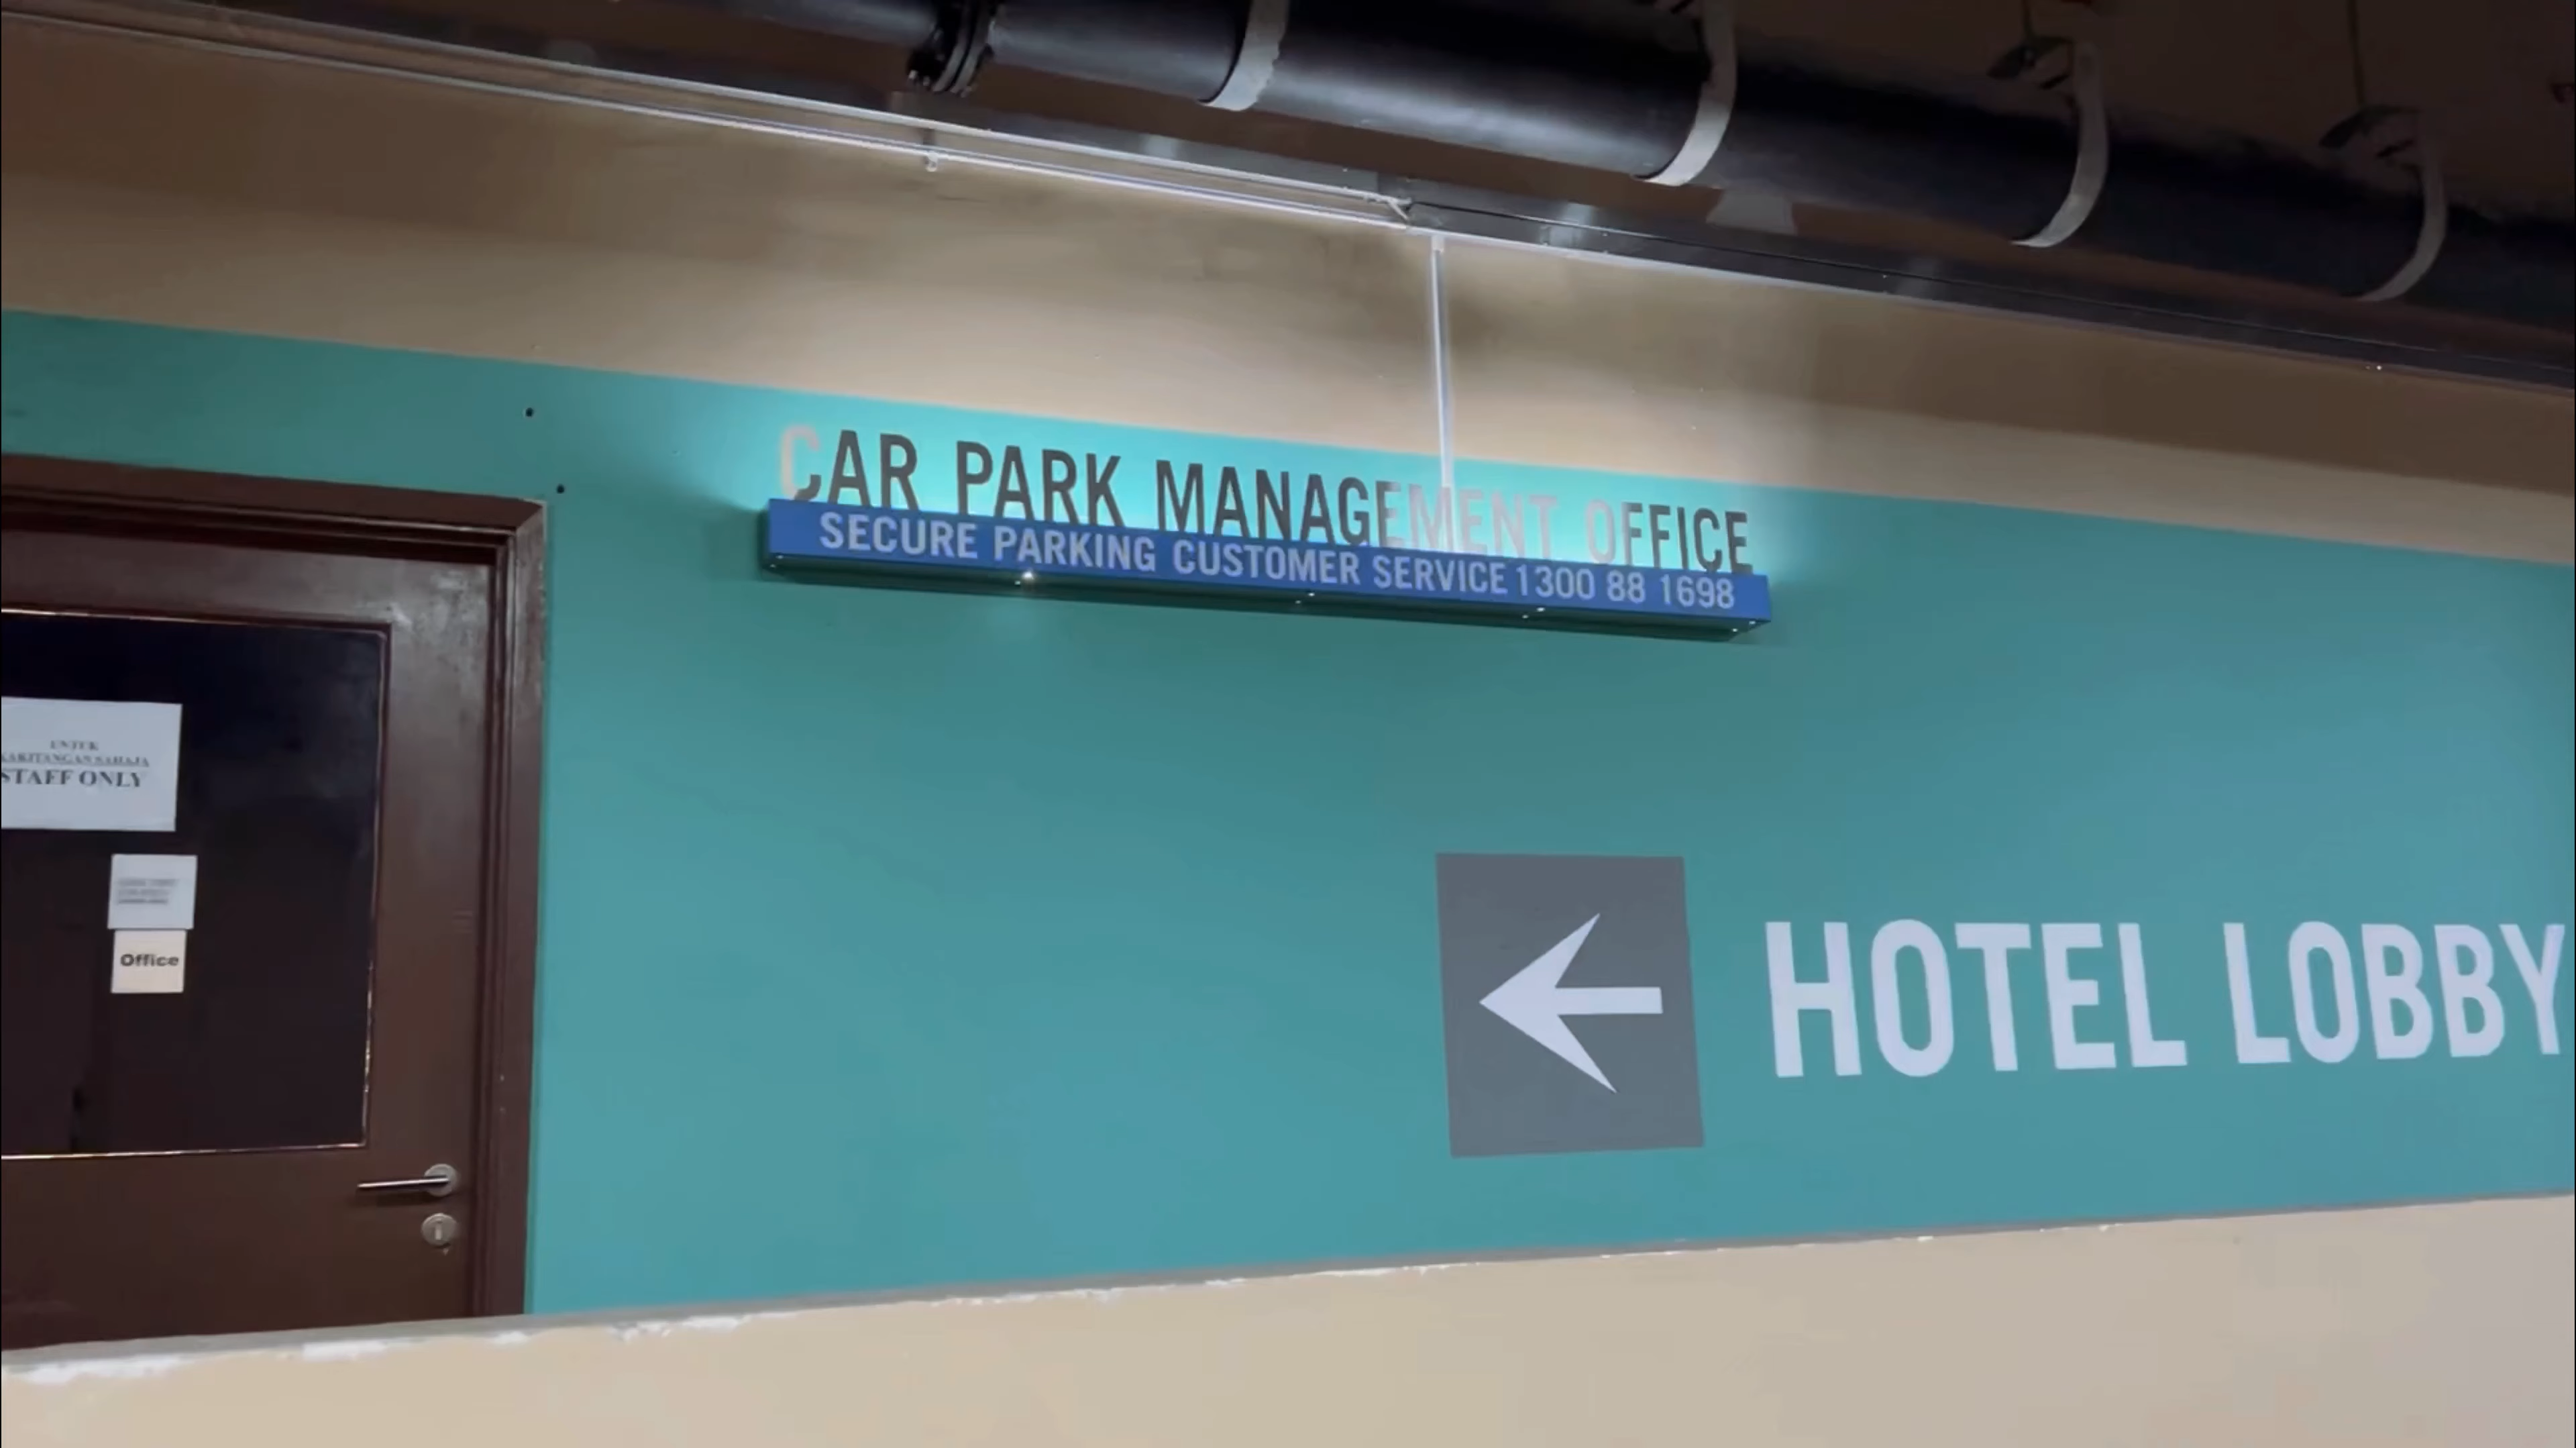 CAR PARK MANAGEMENT OFFICE
SECURE PARKING CUSTOMER SERVICE 1300 88 1698
UNTUK
KAKITANGAN SAHAJA
STAFF ONLY
Office
HOTEL LOBBY